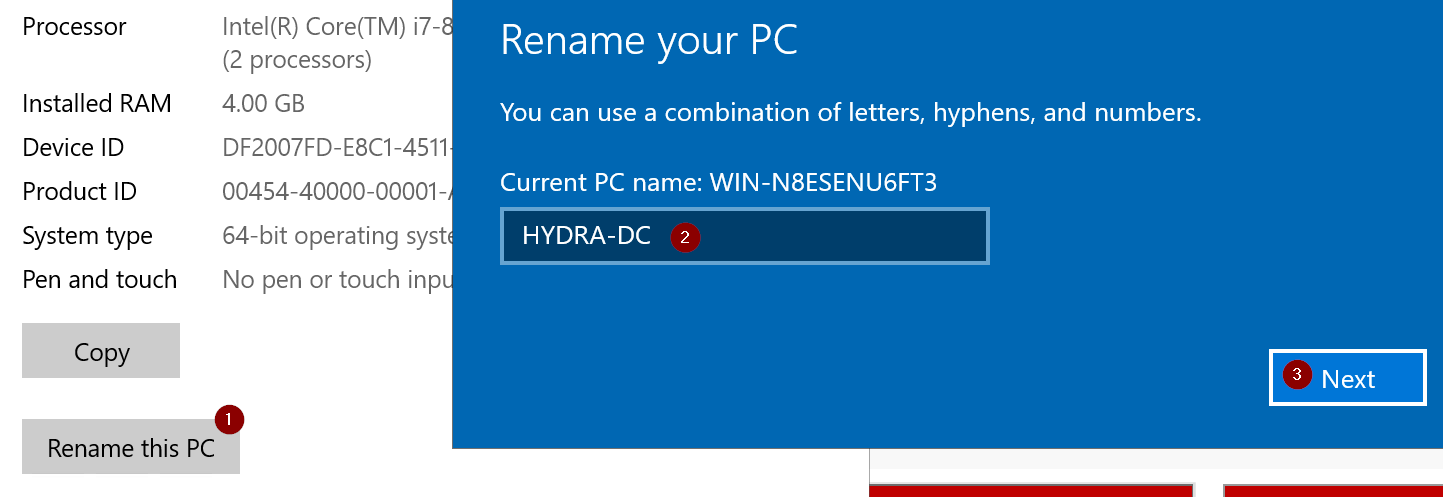 Processor Intel(R) Core(TM) i7-8
(2 processors)
Installed RAM 4.00 GB
Device ID DF2007FD-E8C1-4511-
Product ID 00454-40000-00001-A
System type 64-bit operating syste
Pen and touch No pen or touch inpu
Copy
1
Rename this PC
Rename your PC
You can use a combination of letters, hyphens, and numbers.
Current PC name: WIN-N8ESENU6FT3
HYDRA-DC 2
3 Next